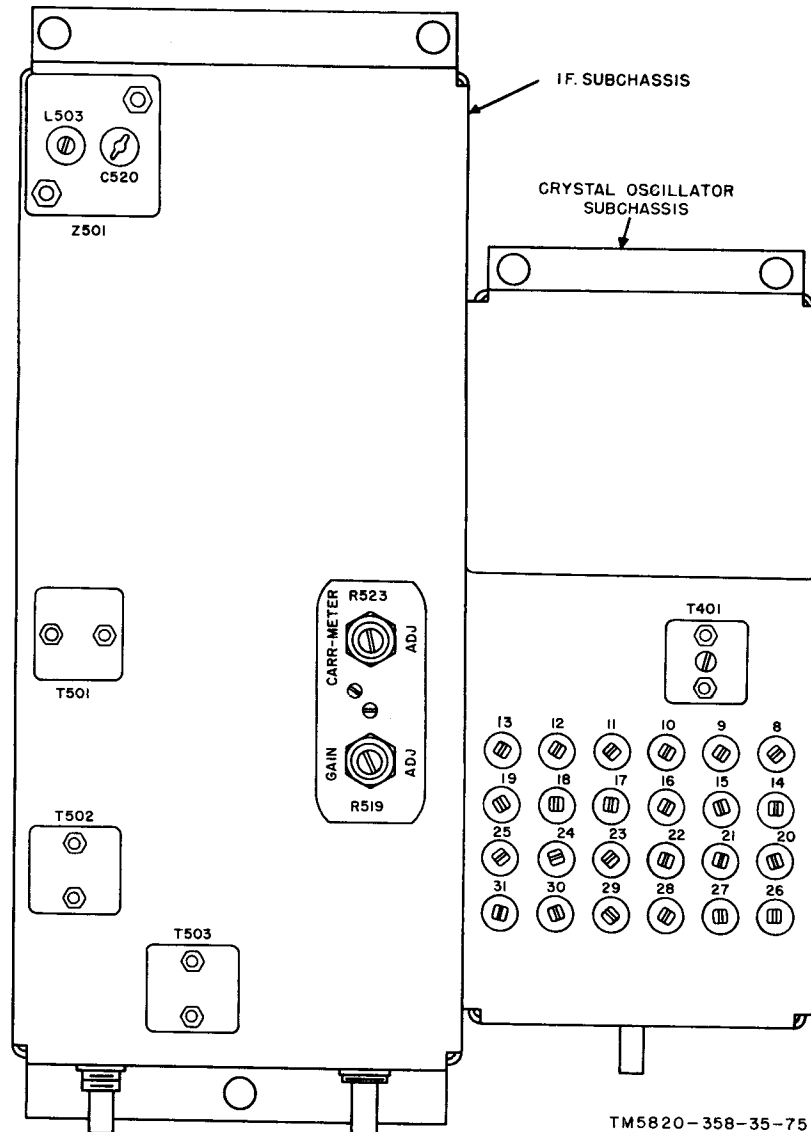 I.F. SUBCHASSIS
L503
C520
Z501
CRYSTAL OSCILLATOR
SUBCHASSIS
CARR-METER
R523
ADJ
T501
T401
GAIN
ADJ
R519
13 12 11 10 9 8
19 18 17 16 15 14
25 24 23 22 21 20
31 30 29 28 27 26
T502
T503
TM5820-358-35-75